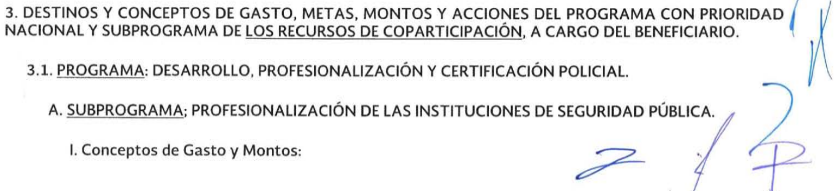 3. DESTINOS Y CONCEPTOS DE GASTO, METAS, MONTOS Y ACCIONES DEL PROGRAMA CON PRIORIDAD
NACIONAL Y SUBPROGRAMA DE LOS RECURSOS DE COPARTICIPACIÓN, A CARGO DEL BENEFICIARIO.
3.1. PROGRAMA: DESARROLLO, PROFESIONALIZACIÓN Y CERTIFICACIÓN POLICIAL.
A. SUBPROGRAMA; PROFESIONALIZACIÓN DE LAS INSTITUCIONES DE SEGURIDAD PÚBLICA.
I. Conceptos de Gasto y Montos: